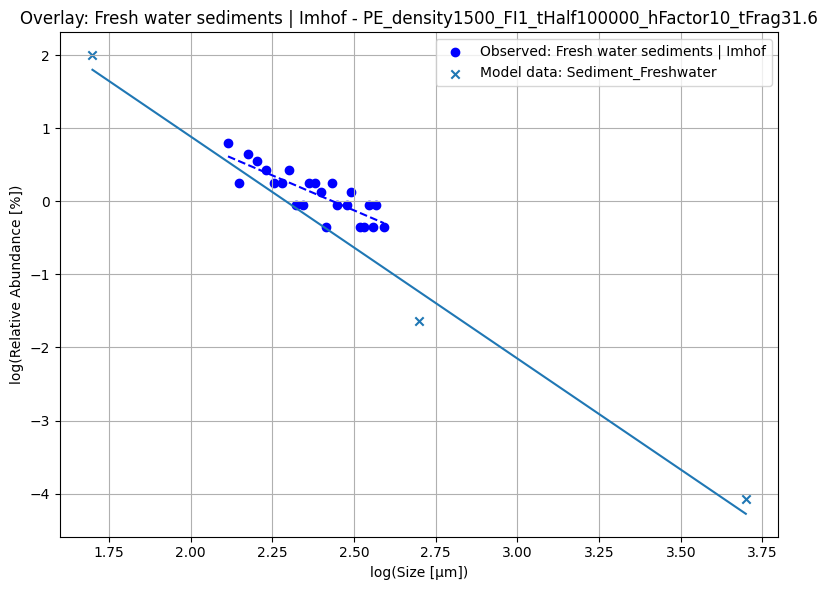 Overlay: Fresh water sediments | Imhof - PE_density1500_FI1_tHalf100000_hFactor10_tFrag31.6
Observed: Fresh water sediments | Imhof
Model data: Sediment_Freshwater
log(Relative Abundance [%])
2
1
0
−1
−2
−3
−4
1.75 2.00 2.25 2.50 2.75 3.00 3.25 3.50 3.75
log(Size [µm])